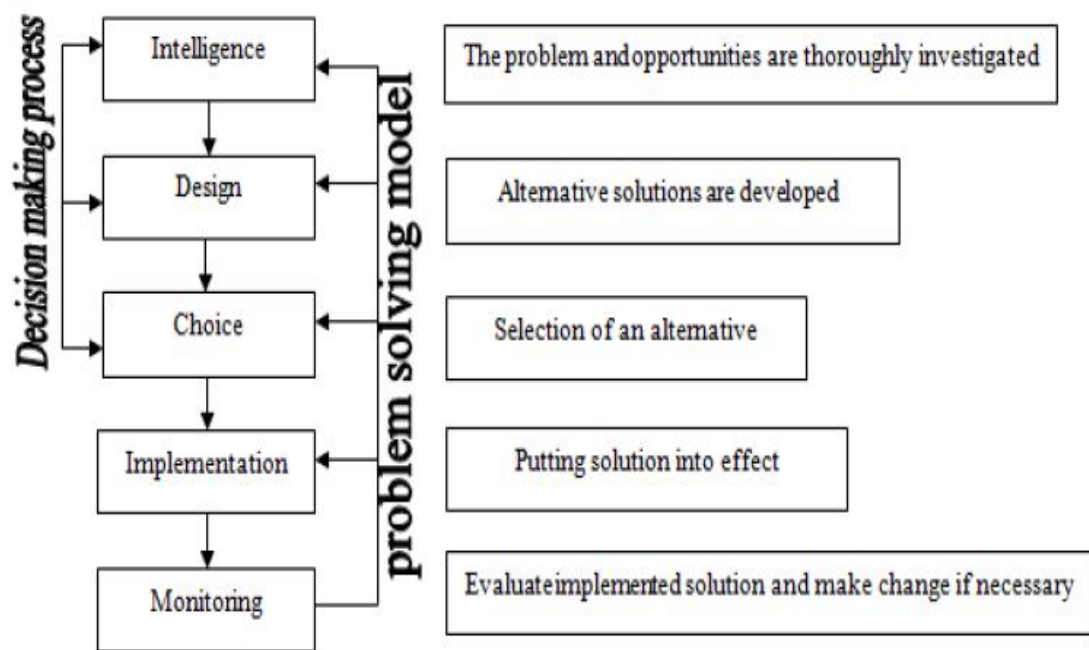 Decision making process
problem solving model
Intelligence
The problem and opportunities are thoroughly investigated
Design
Alternative solutions are developed
Choice
Selection of an alternative
Implementation
Putting solution into effect
Monitoring
Evaluate implemented solution and make change if necessary